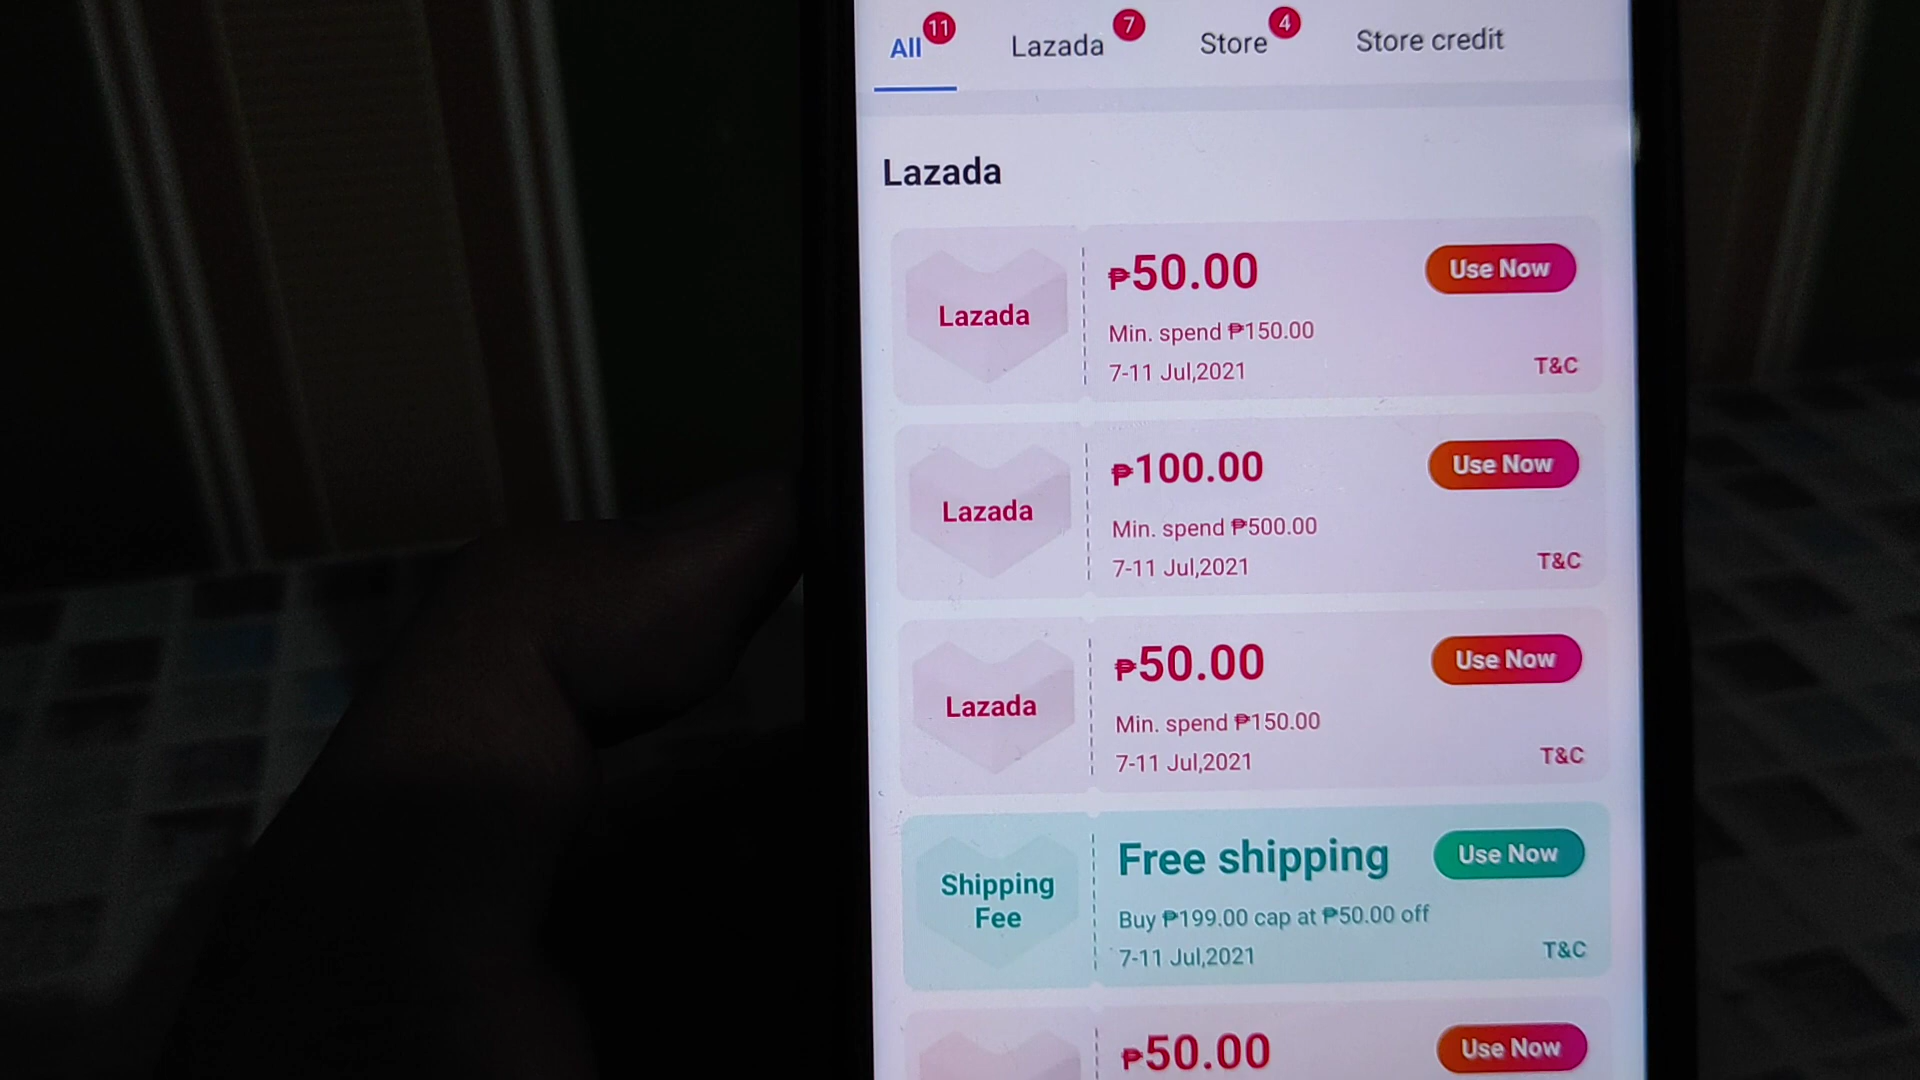 All 11 Lazada 7 Store 4 Store credit
Lazada
Lazada
₱50.00
Use Now
Min. spend ₱150.00
7-11 Jul,2021
T&C
Lazada
₱100.00
Use Now
Min. spend ₱500.00
7-11 Jul,2021
T&C
Lazada
₱50.00
Use Now
Min. spend ₱150.00
7-11 Jul,2021
T&C
Shipping
Fee
Free shipping
Use Now
Buy ₱199.00 cap at ₱50.00 off
7-11 Jul,2021
T&C
₱50.00
Use Now